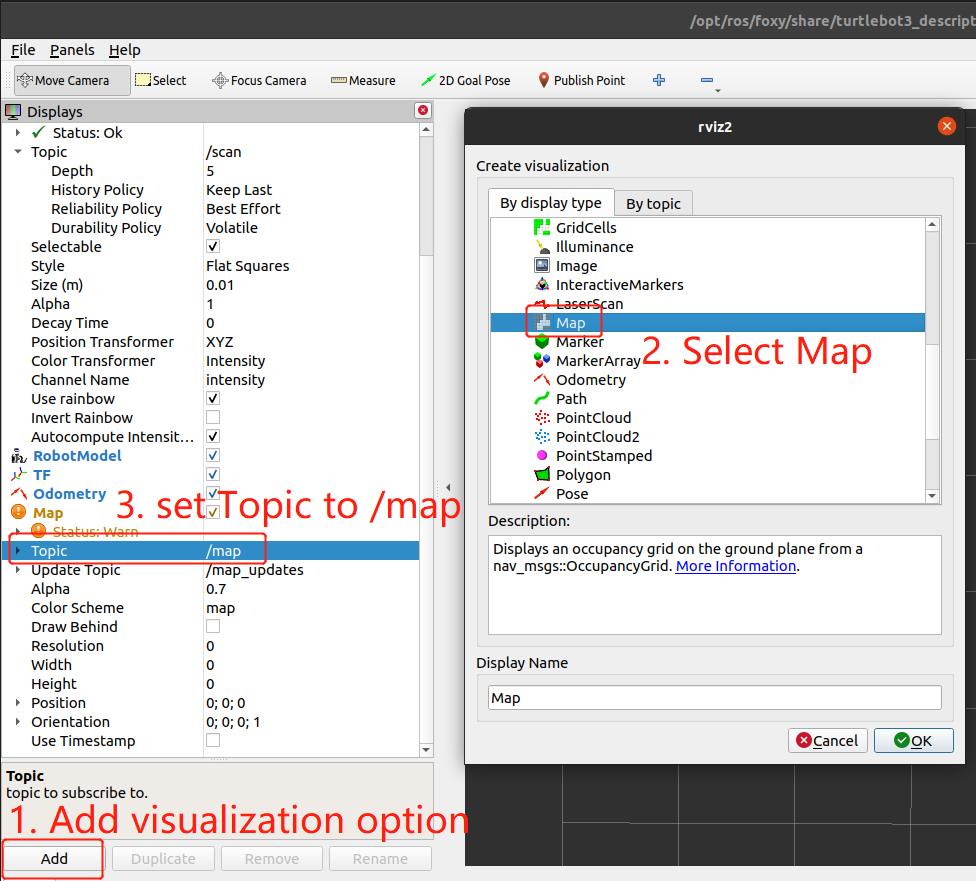 /opt/ros/foxy/share/turtlebot3_descript
File Panels Help
Move Camera Select Focus Camera Measure 2D Goal Pose Publish Point
Displays
Status: Ok
Topic /scan
Depth 5
History Policy Keep Last
Reliability Policy Best Effort
Durability Policy Volatile
Selectable
Style Flat Squares
Size (m) 0.01
Alpha 1
Decay Time 0
Position Transformer XYZ
Color Transformer Intensity
Channel Name intensity
Use rainbow
Invert Rainbow
Autocompute Intensit...
RobotModel
TF
Odometry
3. set Topic to /map
Map
Status: Warn
Topic /map
Update Topic /map_updates
Alpha 0.7
Color Scheme map
Draw Behind
Resolution 0
Width 0
Height 0
Position 0; 0; 0
Orientation 0; 0; 0; 1
Use Timestamp
Topic
topic to subscribe to.
1. Add visualization option
Add Duplicate Remove Rename
rviz2
Create visualization
By display type By topic
GridCells
Illuminance
Image
InteractiveMarkers
LaserScan
Map
2. Select Map
Marker
MarkerArray
Odometry
Path
PointCloud
PointCloud2
PointStamped
Polygon
Pose
Description:
Displays an occupancy grid on the ground plane from a
nav_msgs::OccupancyGrid. More Information.
Display Name
Map
Cancel OK